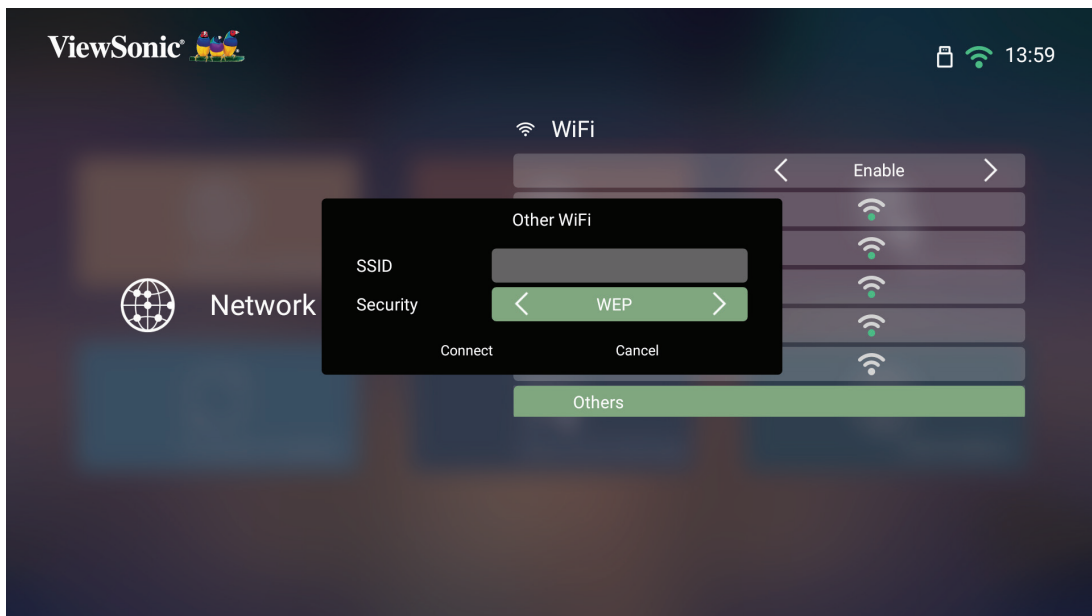 ViewSonic
13:59
WiFi
Enable
Other WiFi
SSID
Network
Security
WEP
Connect
Cancel
Others